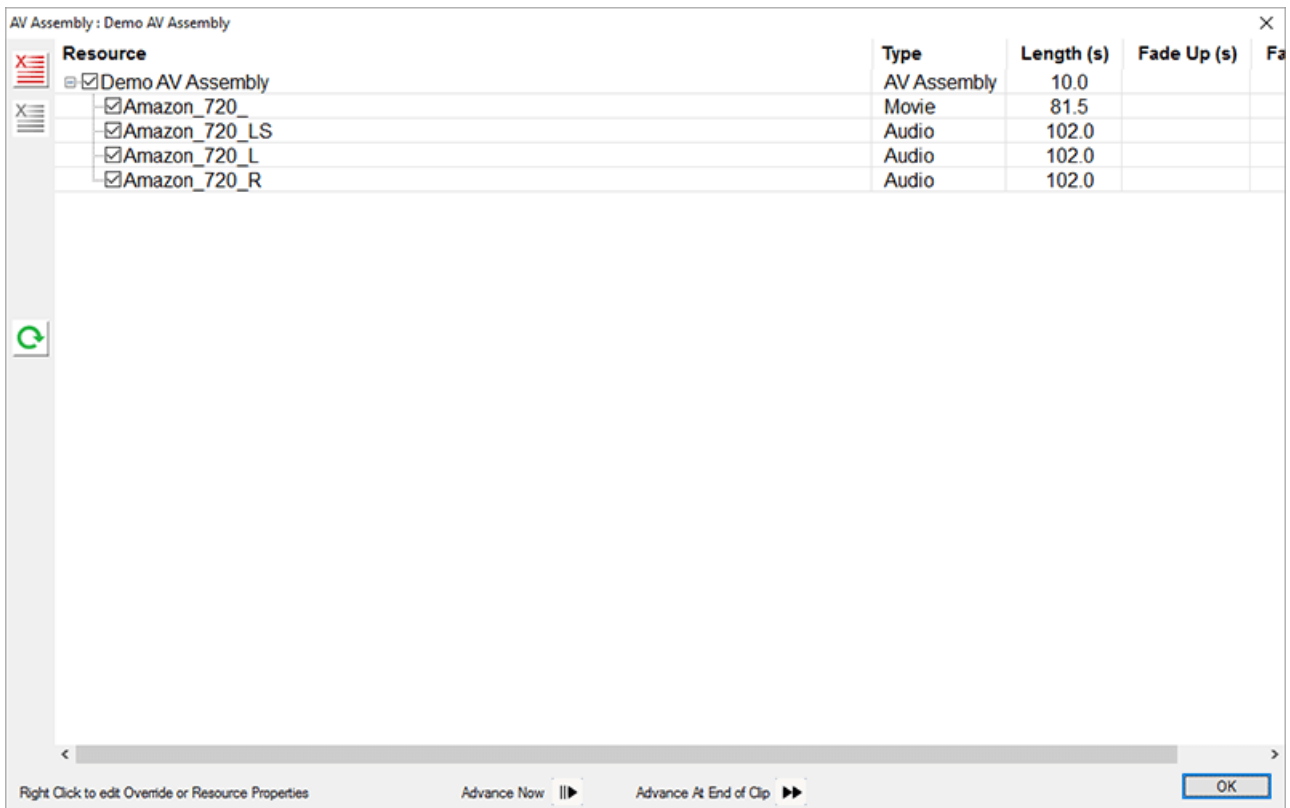 AV Assembly : Demo AV Assembly
Resource Type Length (s) Fade Up (s) Fa
Demo AV Assembly AV Assembly 10.0
Amazon_720_ Movie 81.5
Amazon_720_LS Audio 102.0
Amazon_720_L Audio 102.0
Amazon_720_R Audio 102.0
Right Click to edit Override or Resource Properties Advance Now Advance At End of Clip OK